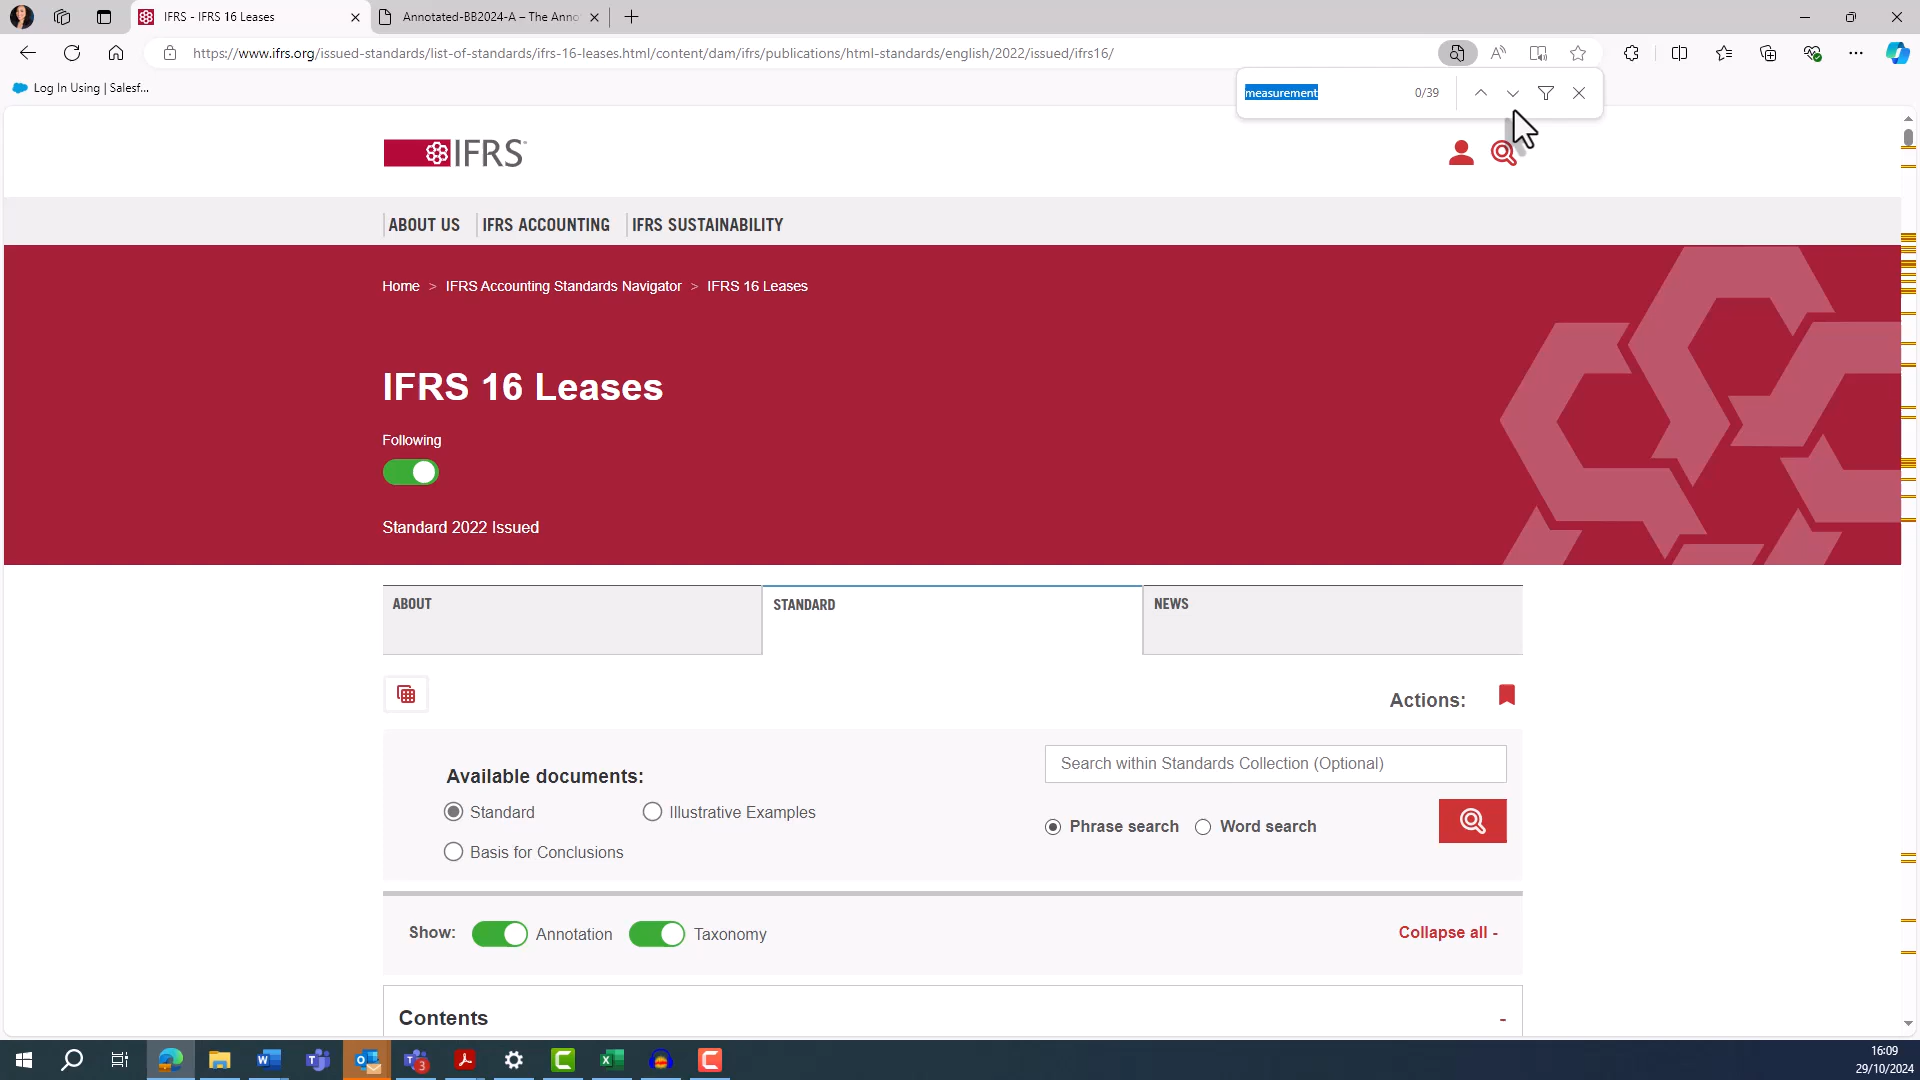 IFRS - IFRS 16 Leases
Annotated-BB2024-A – The Anno
https://www.ifrs.org/issued-standards/list-of-standards/ifrs-16-leases.html/content/dam/ifrs/publications/html-standards/english/2022/issued/ifrs16/
Log In Using | Salesf...
measurement 0/39
IFRS
ABOUT US IFRS ACCOUNTING IFRS SUSTAINABILITY
Home > IFRS Accounting Standards Navigator > IFRS 16 Leases
IFRS 16 Leases
Following
Standard 2022 Issued
ABOUT STANDARD NEWS
Actions:
Search within Standards Collection (Optional)
Available documents:
Standard Illustrative Examples
Phrase search Word search
Basis for Conclusions
Show: Annotation Taxonomy Collapse all -
Contents -
16:09
29/10/2024